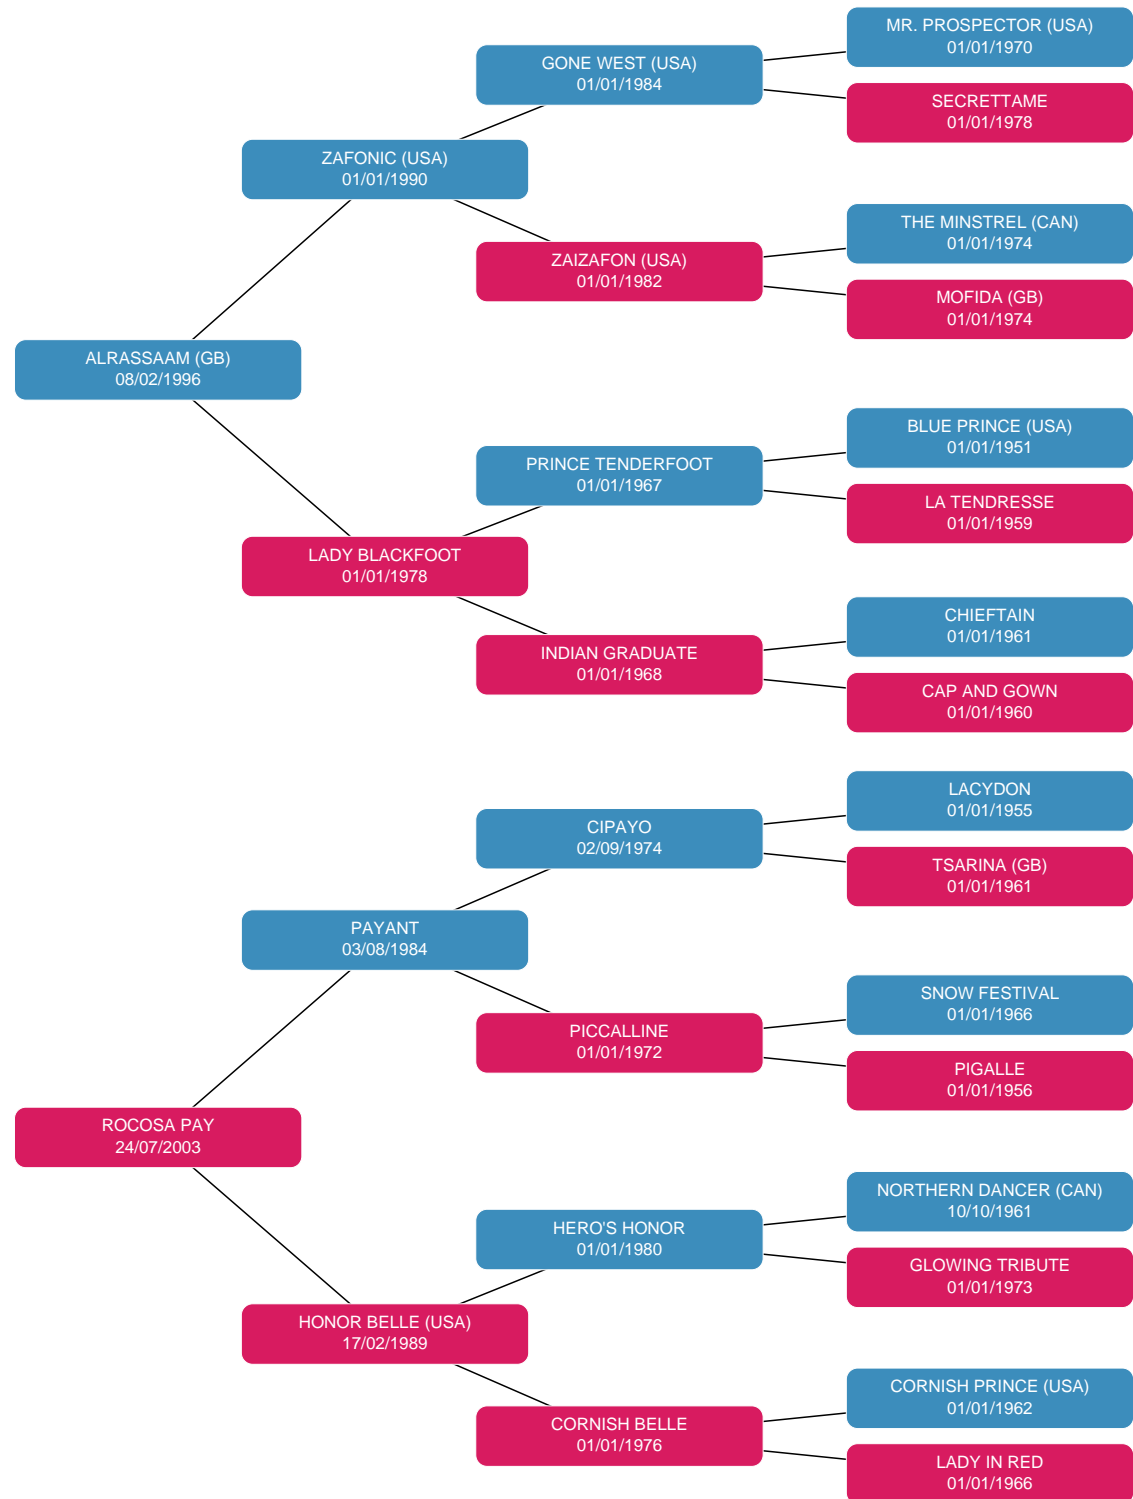 MR. PROSPECTOR (USA)
01/01/1970
GONE WEST (USA)
01/01/1984
SECRETTAME
01/01/1978
ZAFONIC (USA)
01/01/1990
THE MINSTREL (CAN)
01/01/1974
ZAIZAFON (USA)
01/01/1982
MOFIDA (GB)
01/01/1974
ALRASSAAM (GB)
08/02/1996
BLUE PRINCE (USA)
01/01/1951
PRINCE TENDERFOOT
01/01/1967
LA TENDRESSE
01/01/1959
LADY BLACKFOOT
01/01/1978
CHIEFTAIN
01/01/1961
INDIAN GRADUATE
01/01/1968
CAP AND GOWN
01/01/1960
LACYDON
01/01/1955
CIPAYO
02/09/1974
TSARINA (GB)
01/01/1961
PAYANT
03/08/1984
SNOW FESTIVAL
01/01/1966
PICCALLINE
01/01/1972
PIGALLE
01/01/1956
ROCOSA PAY
24/07/2003
NORTHERN DANCER (CAN)
10/10/1961
HERO'S HONOR
01/01/1980
GLOWING TRIBUTE
01/01/1973
HONOR BELLE (USA)
17/02/1989
CORNISH PRINCE (USA)
01/01/1962
CORNISH BELLE
01/01/1976
LADY IN RED
01/01/1966